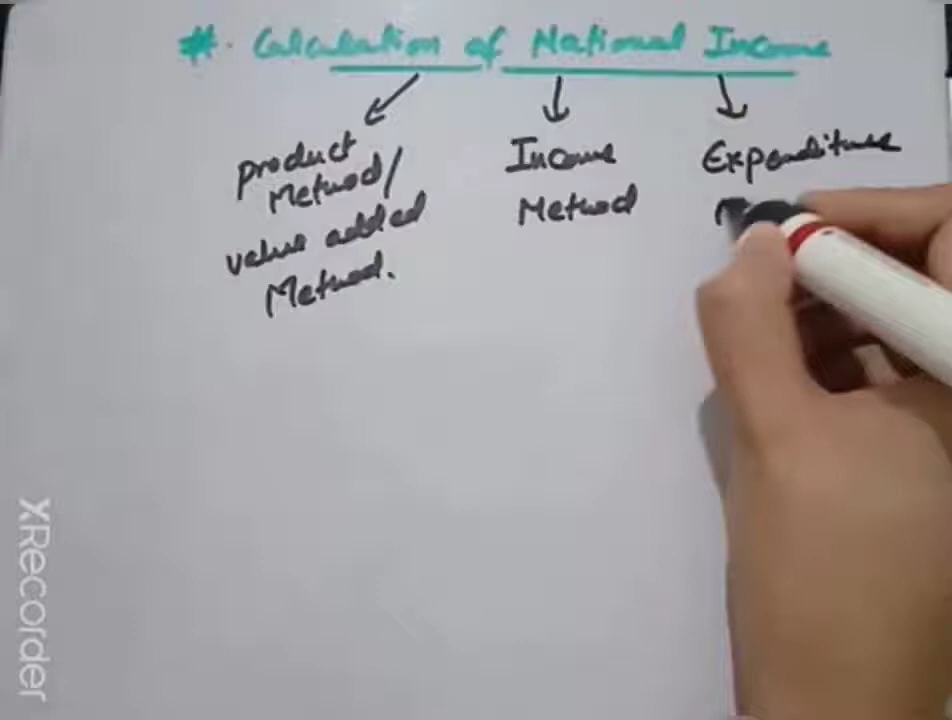 #. Calculation of National Income
product
Method/
value added
Method.
Income
Method
Expenditure
XRecorder